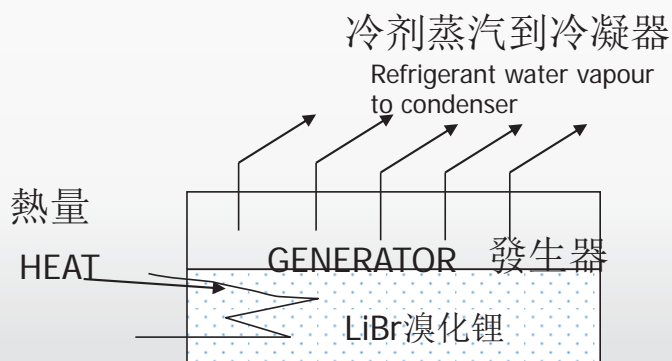 冷剂蒸汽到冷凝器
Refrigerant water vapour
to condenser
熱量
HEAT
GENERATOR 發生器
LiBr溴化锂